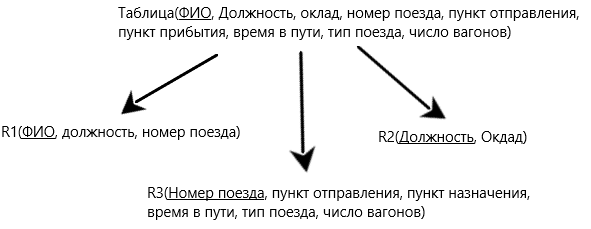 Таблица(ФИО, Должность, оклад, номер поезда, пункт отправления,
пункт прибытия, время в пути, тип поезда, число вагонов)
R1(ФИО, должность, номер поезда)
R2(Должность, Окдад)
R3(Номер поезда, пункт отправления, пункт назначения,
время в пути, тип поезда, число вагонов)